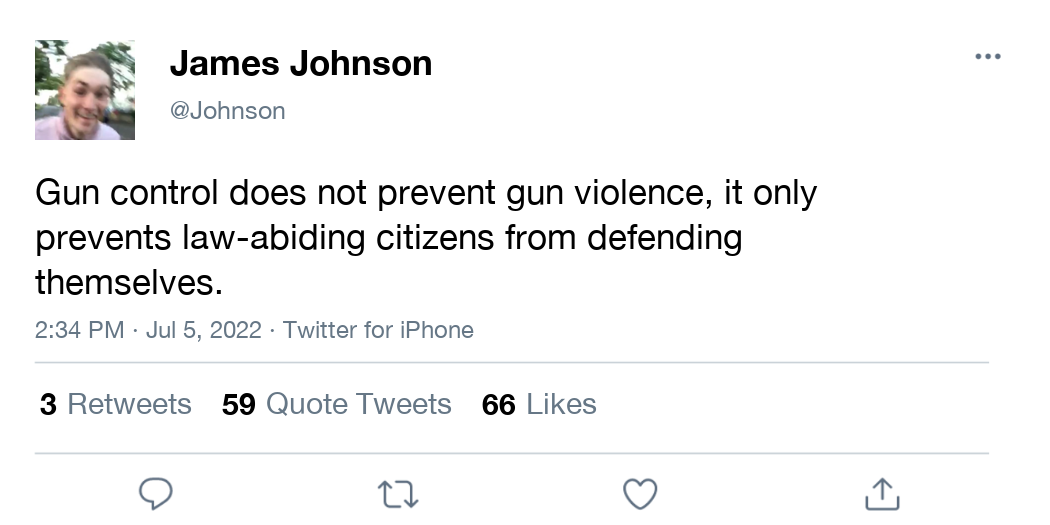 James Johnson
@Johnson
Gun control does not prevent gun violence, it only
prevents law-abiding citizens from defending
themselves.
2:34 PM · Jul 5, 2022 · Twitter for iPhone
3 Retweets 59 Quote Tweets 66 Likes